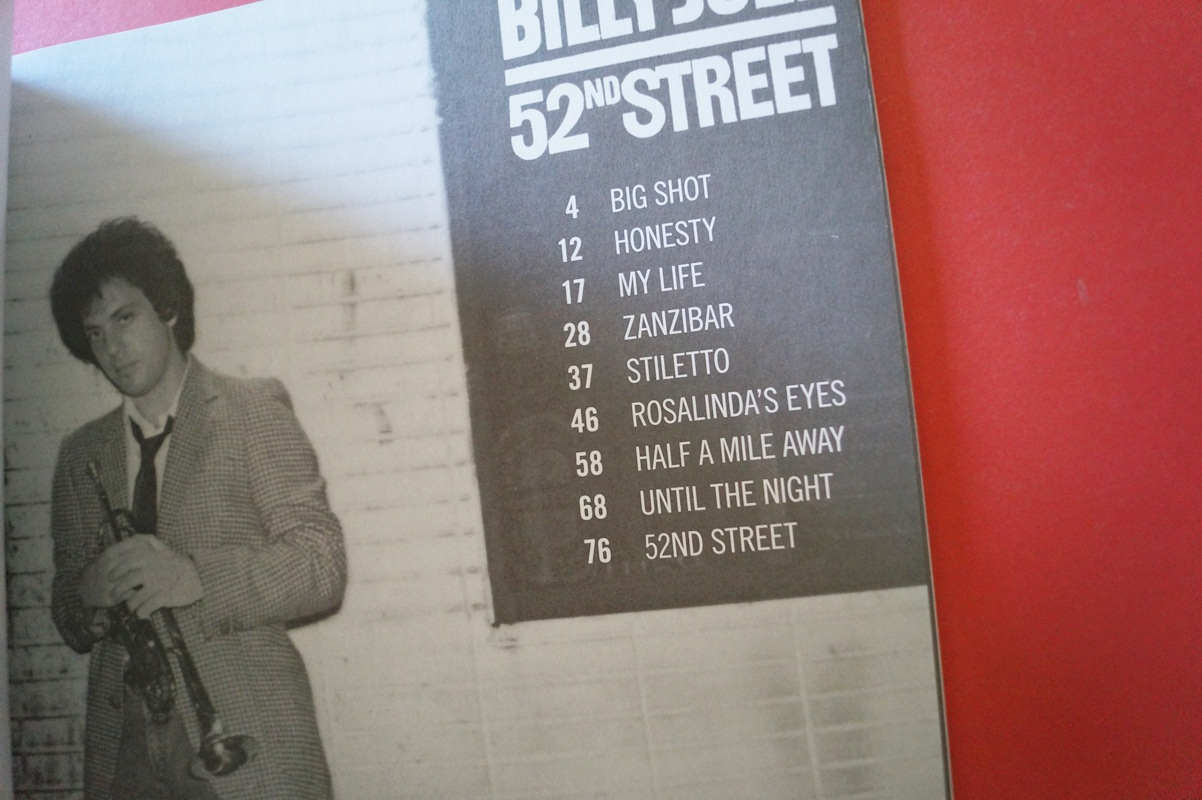 BILLY JOEL
52ND STREET
4 BIG SHOT
12 HONESTY
17 MY LIFE
28 ZANZIBAR
37 STILETTO
46 ROSALINDA'S EYES
58 HALF A MILE AWAY
68 UNTIL THE NIGHT
76 52ND STREET